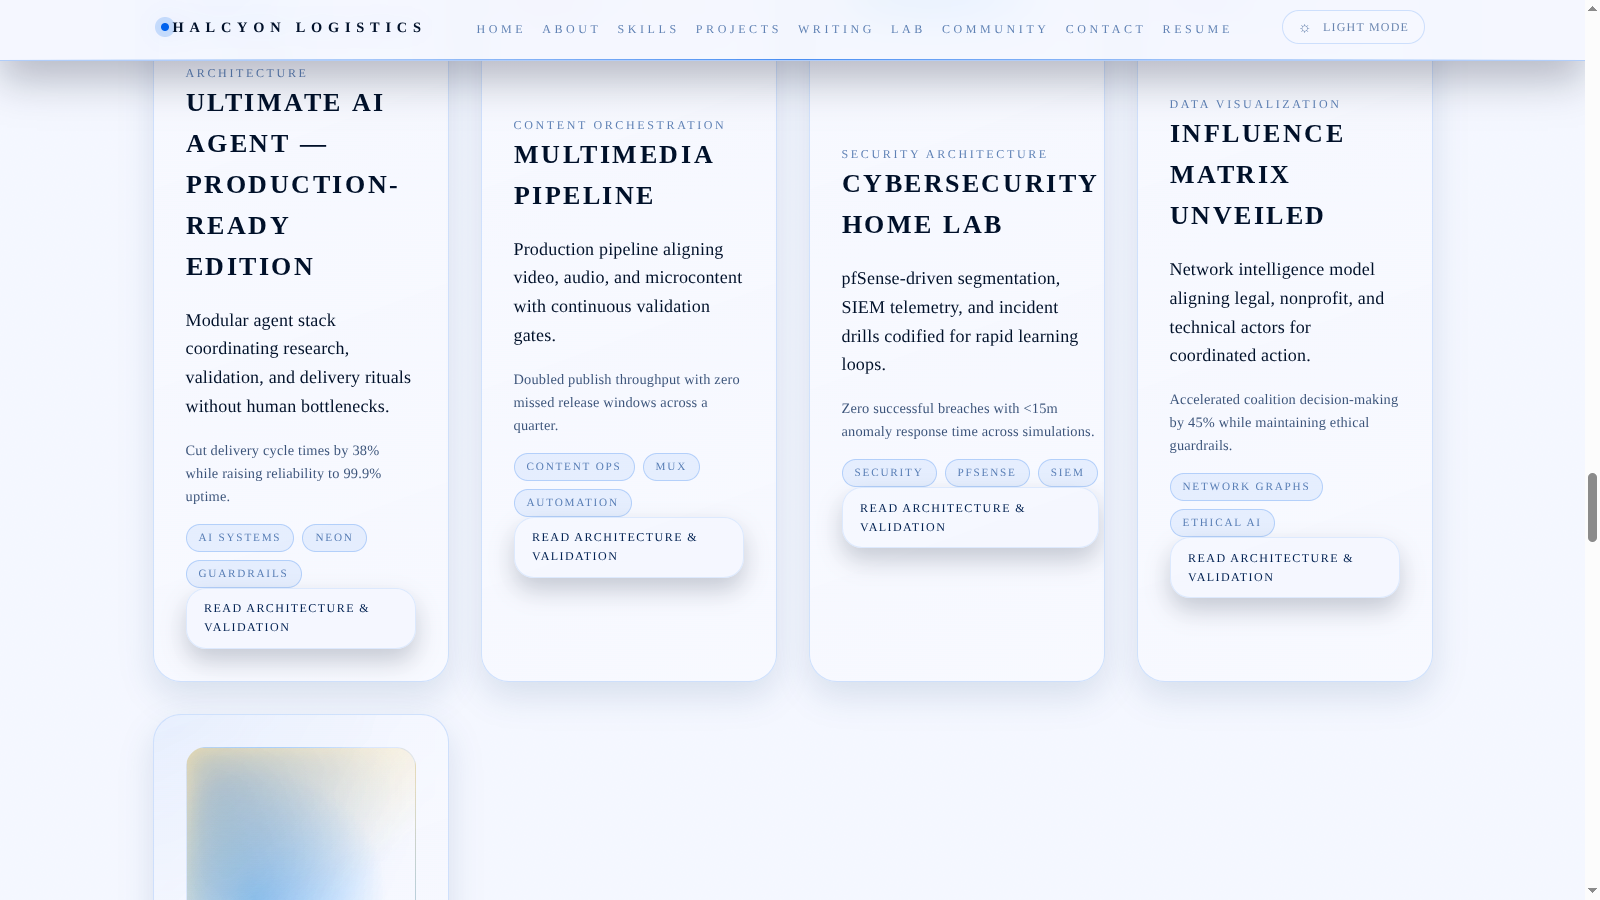 HALCYON LOGISTICS
HOME ABOUT SKILLS PROJECTS WRITING LAB COMMUNITY CONTACT RESUME
☼ LIGHT MODE
ARCHITECTURE
ULTIMATE AI
AGENT —
PRODUCTION-
READY
EDITION
Modular agent stack
coordinating research,
validation, and delivery rituals
without human bottlenecks.
Cut delivery cycle times by 38%
while raising reliability to 99.9%
uptime.
AI SYSTEMS NEON
GUARDRAILS
READ ARCHITECTURE &
VALIDATION
CONTENT ORCHESTRATION
MULTIMEDIA
PIPELINE
Production pipeline aligning
video, audio, and microcontent
with continuous validation
gates.
Doubled publish throughput with zero
missed release windows across a
quarter.
CONTENT OPS MUX
AUTOMATION
READ ARCHITECTURE &
VALIDATION
SECURITY ARCHITECTURE
CYBERSECURITY
HOME LAB
pfSense-driven segmentation,
SIEM telemetry, and incident
drills codified for rapid learning
loops.
Zero successful breaches with <15m
anomaly response time across simulations.
SECURITY PFSENSE SIEM
READ ARCHITECTURE &
VALIDATION
DATA VISUALIZATION
INFLUENCE
MATRIX
UNVEILED
Network intelligence model
aligning legal, nonprofit, and
technical actors for
coordinated action.
Accelerated coalition decision-making
by 45% while maintaining ethical
guardrails.
NETWORK GRAPHS
ETHICAL AI
READ ARCHITECTURE &
VALIDATION